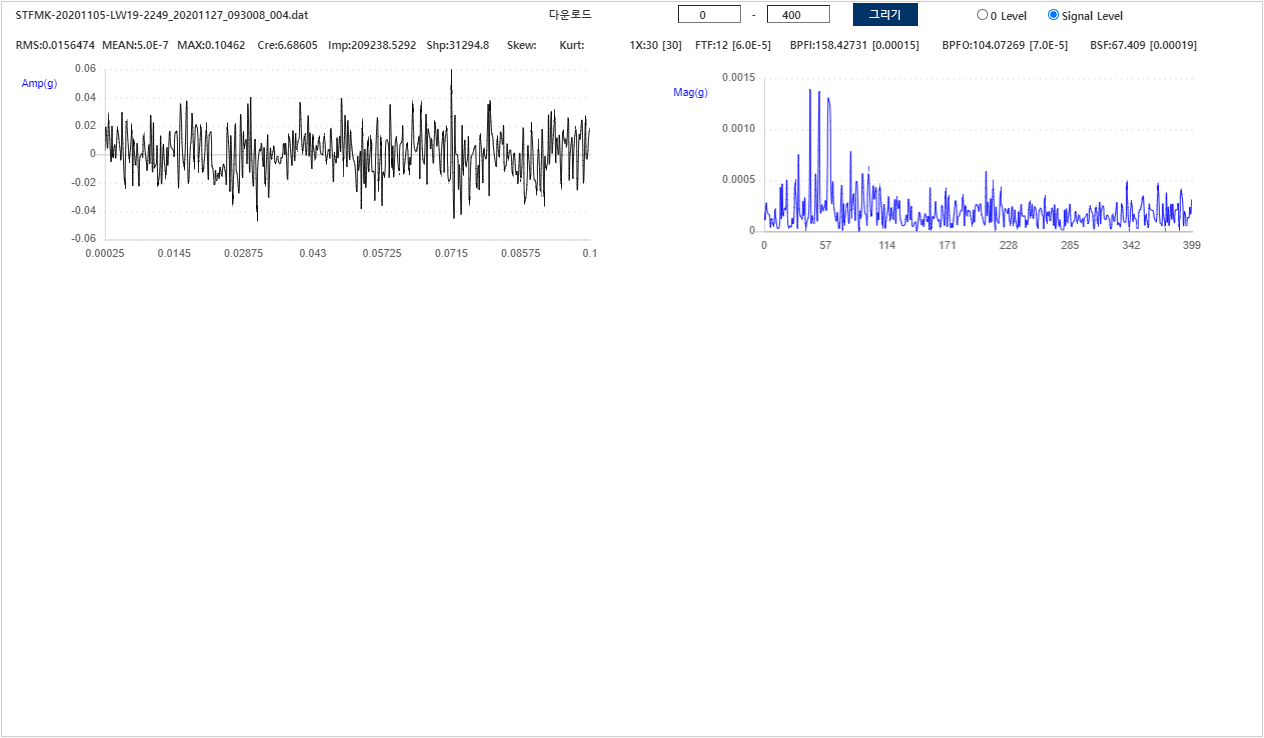 STFMK-20201105-LW19-2249_20201127_093008_004.dat 다운로드 0 - 400 그리기 0 Level Signal Level
RMS:0.0156474 MEAN:5.0E-7 MAX:0.10462 Cre:6.68605 Imp:209238.5292 Shp:31294.8 Skew: Kurt: 1X:30 [30] FTF:12 [6.0E-5] BPFI:158.42731 [0.00015] BPFO:104.07269 [7.0E-5] BSF:67.409 [0.00019]
Amp(g)
0.06
0.04
0.02
0
-0.02
-0.04
-0.06
0.00025 0.0145 0.02875 0.043 0.05725 0.0715 0.08575 0.1
Mag(g)
0.0015
0.0010
0.0005
0
0 57 114 171 228 285 342 399